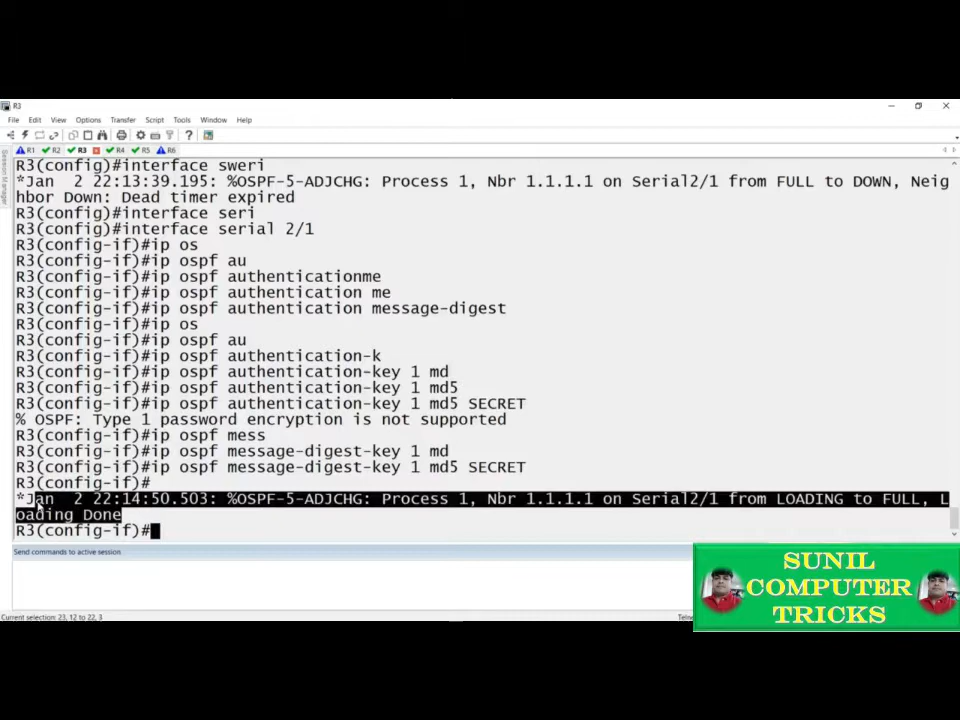 R3
File Edit View Options Transfer Script Tools Window Help
R1 R2 R3 R4 R5 R6
Session Manager
R3(config)#interface sweri
*Jan  2 22:13:39.195: %OSPF-5-ADJCHG: Process 1, Nbr 1.1.1.1 on Serial2/1 from FULL to DOWN, Neig
hbor Down: Dead timer expired
R3(config)#interface seri
R3(config)#interface serial 2/1
R3(config-if)#ip os
R3(config-if)#ip ospf au
R3(config-if)#ip ospf authenticationme
R3(config-if)#ip ospf authentication me
R3(config-if)#ip ospf authentication message-digest
R3(config-if)#ip os
R3(config-if)#ip ospf au
R3(config-if)#ip ospf authentication-k
R3(config-if)#ip ospf authentication-key 1 md
R3(config-if)#ip ospf authentication-key 1 md5
R3(config-if)#ip ospf authentication-key 1 md5 SECRET
% OSPF: Type 1 password encryption is not supported
R3(config-if)#ip ospf mess
R3(config-if)#ip ospf message-digest-key 1 md
R3(config-if)#ip ospf message-digest-key 1 md5 SECRET
R3(config-if)#
*Jan  2 22:14:50.503: %OSPF-5-ADJCHG: Process 1, Nbr 1.1.1.1 on Serial2/1 from LOADING to FULL, L
oading Done
R3(config-if)#
Send commands to active session
Current selection: 23, 12 to 22, 3
Teln
SUNIL
COMPUTER
TRICKS